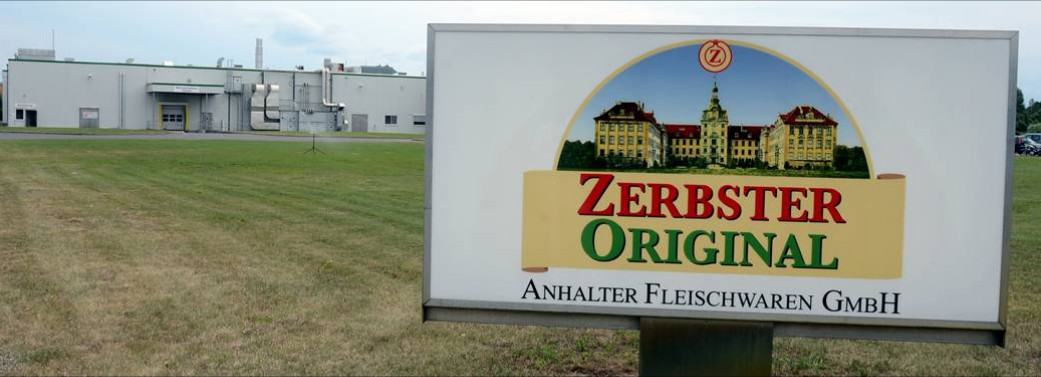 Z
ZERBSTER
ORIGINAL
ANHALTER FLEISCHWAREN GMBH